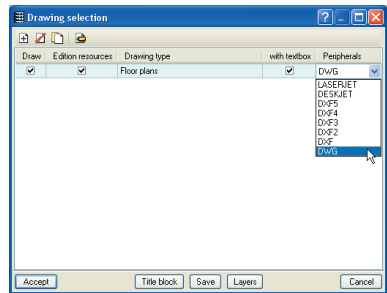 Drawing selection
Draw Edition resources Drawing type with textbox Peripherals
Floor plans DWG
LASERJET
DESKJET
DXF5
DXF4
DXF3
DXF2
DXF
DWG
Accept Title block Save Layers Cancel